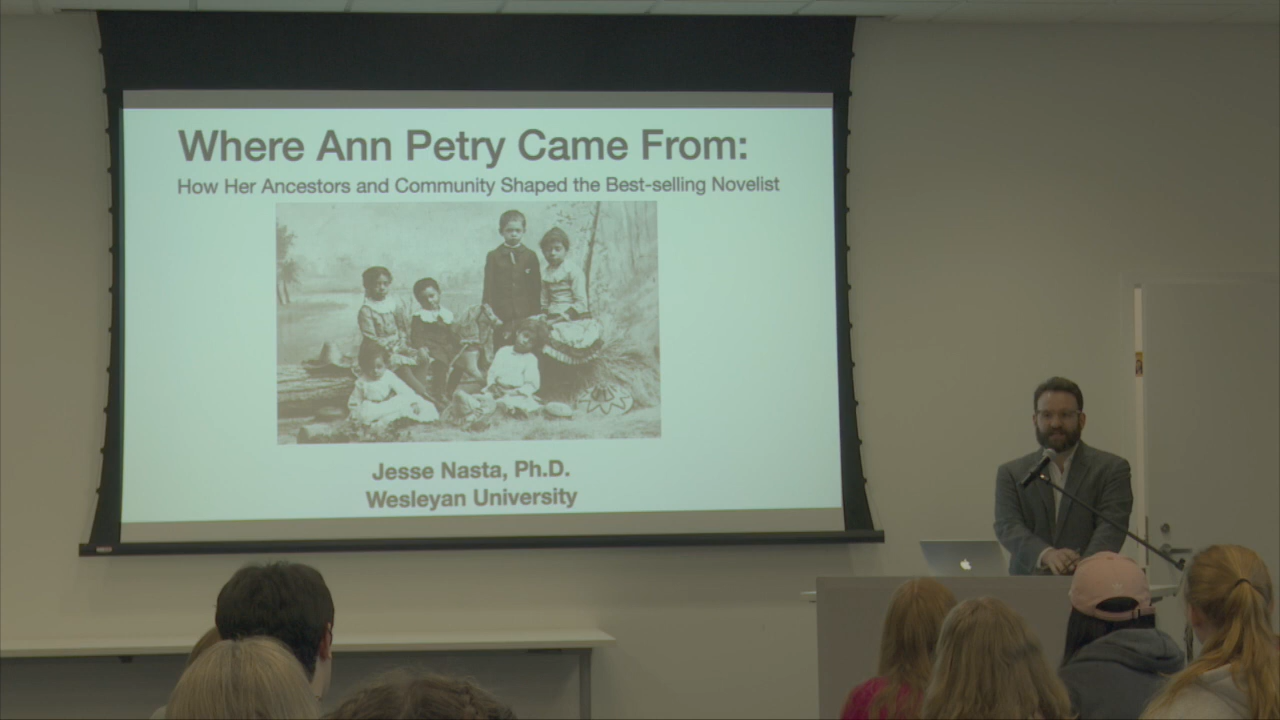 Where Ann Petry Came From:
How Her Ancestors and Community Shaped the Best-selling Novelist
Jesse Nasta, Ph.D.
Wesleyan University